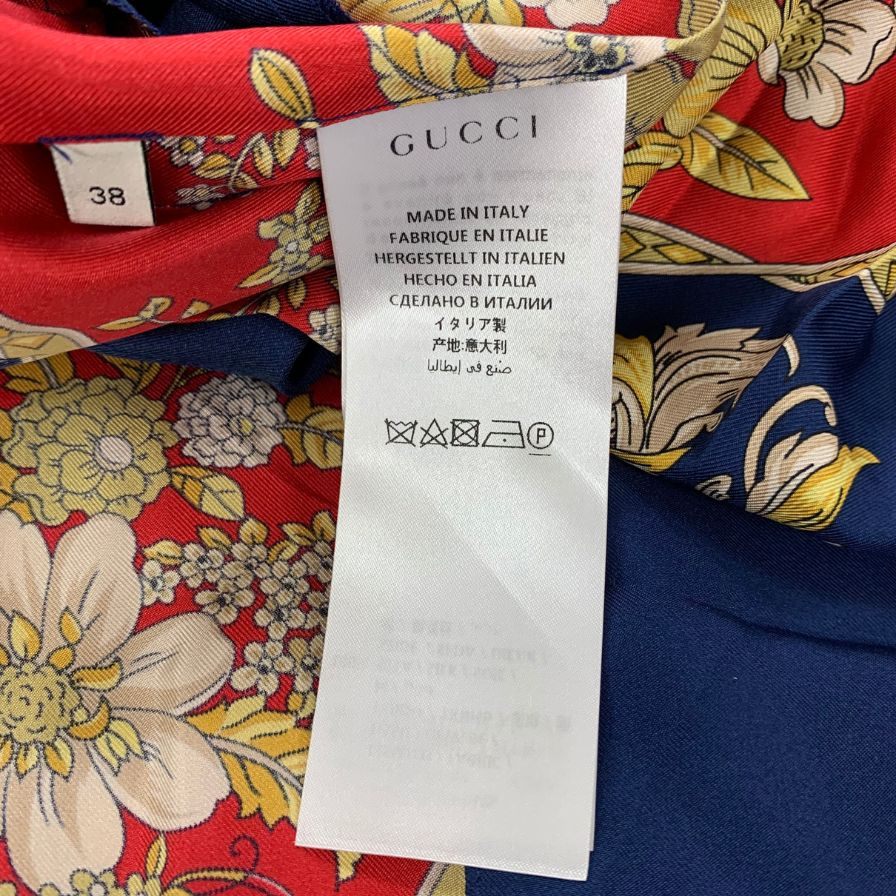 GUCCI
38
MADE IN ITALY
FABRIQUE EN ITALIE
HERGESTELLT IN ITALIEN
HECHO EN ITALIA
СДЕЛАНО В ИТАЛИИ
イタリア製
产地:意大利
صنع في إيطاليا
P